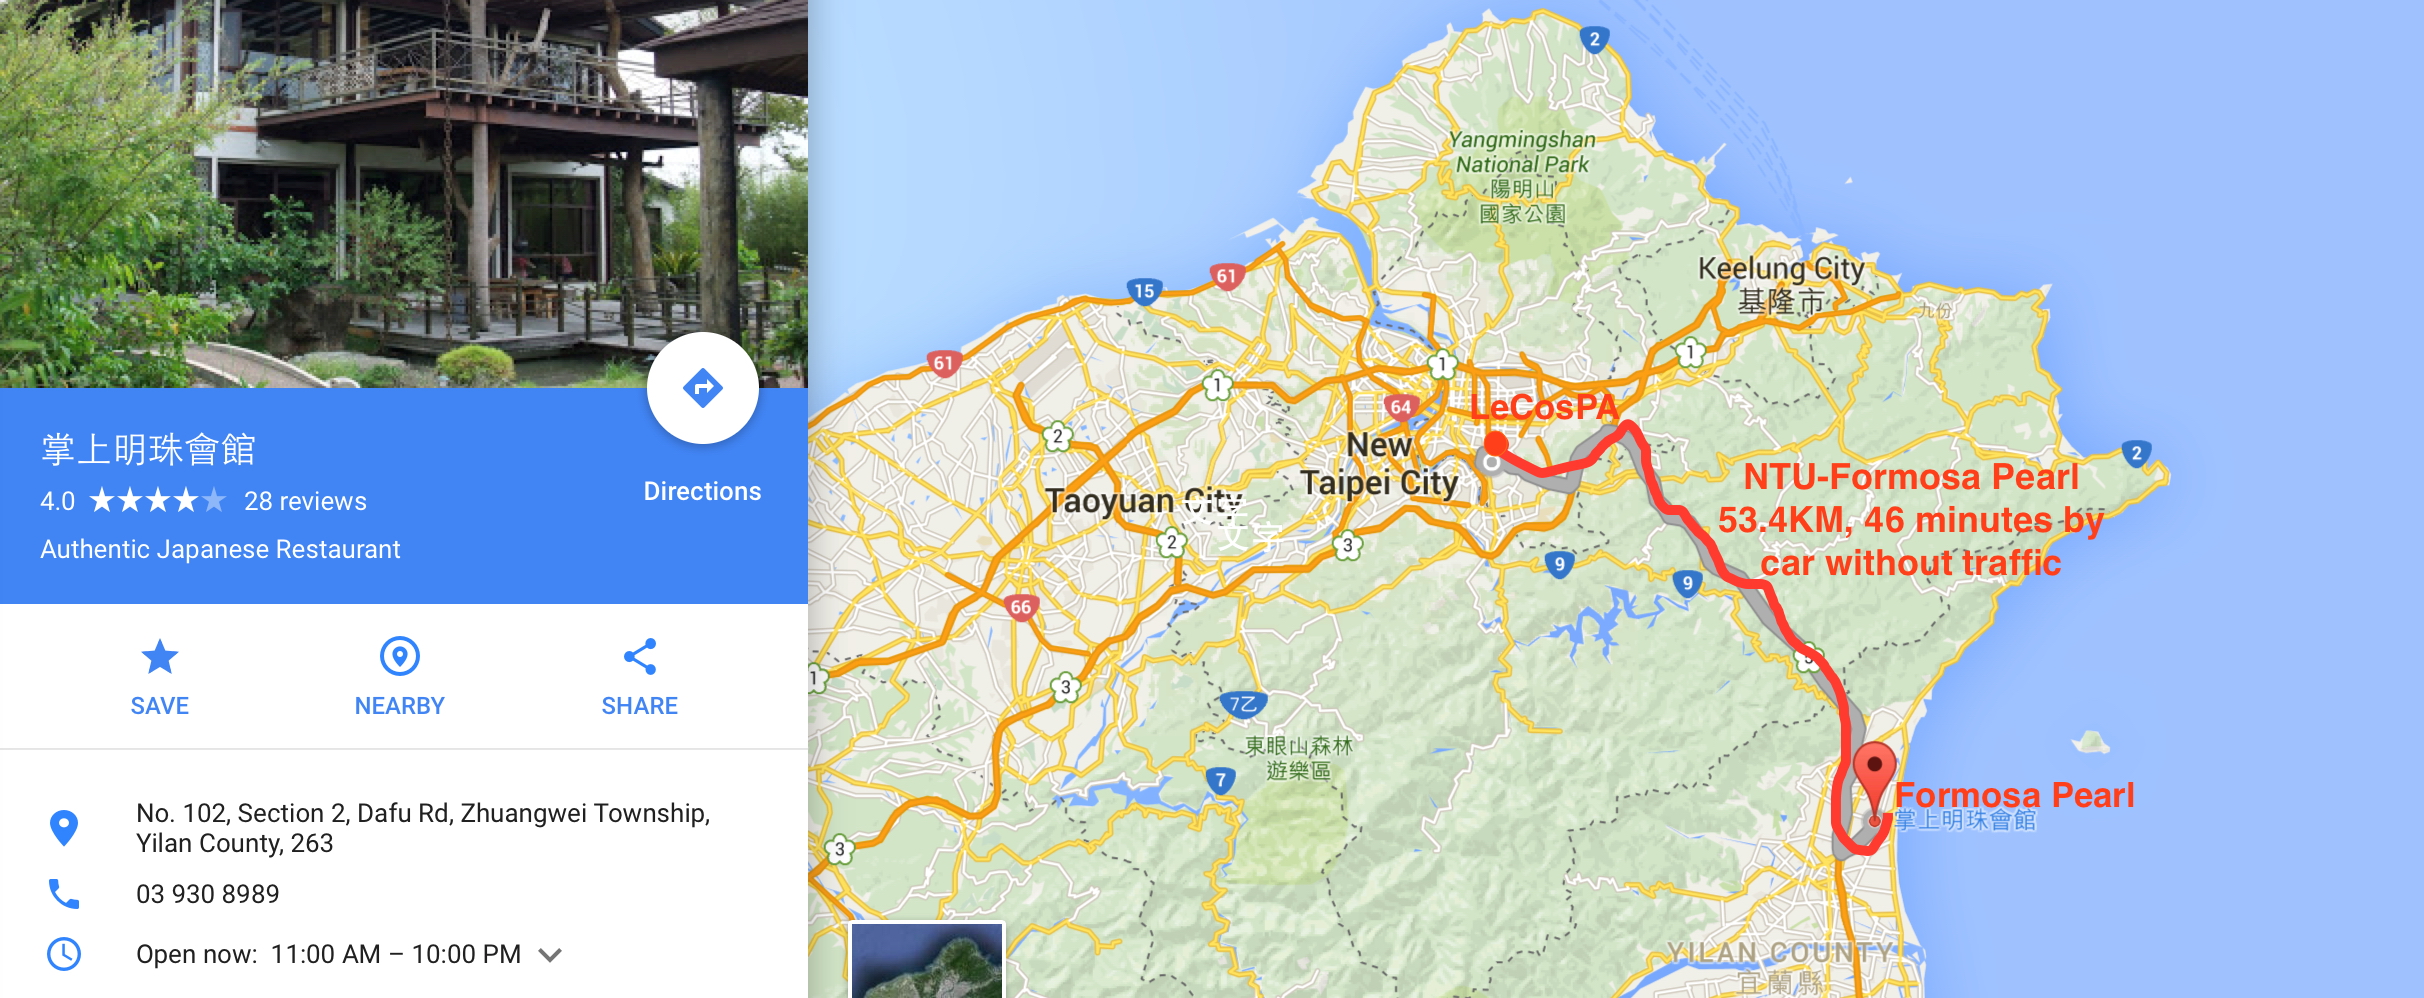 掌上明珠會館
4.0 28 reviews
Authentic Japanese Restaurant
Directions
SAVE NEARBY SHARE
No. 102, Section 2, Dafu Rd, Zhuangwei Township,
Yilan County, 263
03 930 8989
Open now: 11:00 AM – 10:00 PM
2
Yangmingshan
National Park
陽明山
國家公園
Keelung City
基隆市
九份
15
61
61
1
1
1
64
LeCosPA
2
New
Taipei City
Taoyuan City
文字
2
3
2
NTU-Formosa Pearl
53.4KM, 46 minutes by
car without traffic
9
9
66
5
1
3
7乙
東眼山森林
遊樂區
7
3
Formosa Pearl
掌上明珠會館
YILAN COUNTY
宜蘭縣